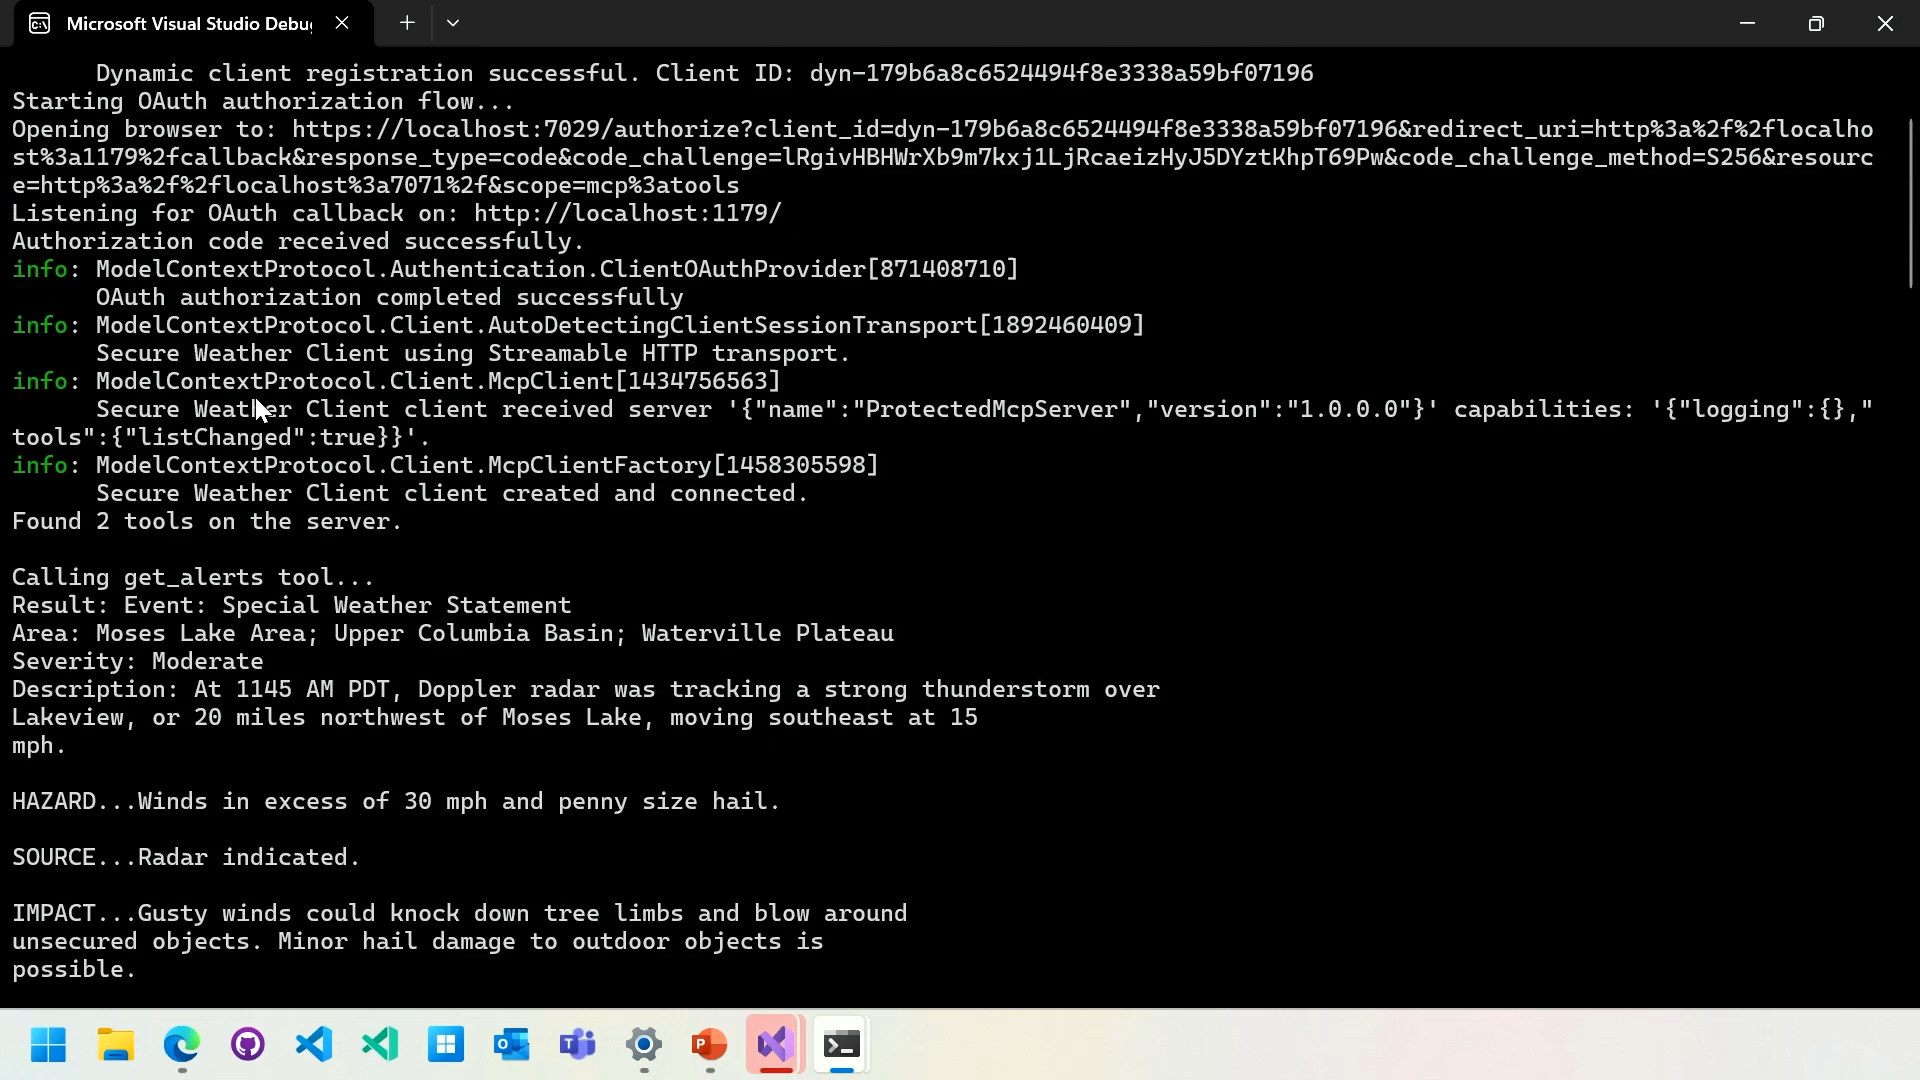 Microsoft Visual Studio Debu
Dynamic client registration successful. Client ID: dyn-179b6a8c6524494f8e3338a59bf07196
Starting OAuth authorization flow...
Opening browser to: https://localhost:7029/authorize?client_id=dyn-179b6a8c6524494f8e3338a59bf07196&redirect_uri=http%3a%2f%2flocalho
st%3a1179%2fcallback&response_type=code&code_challenge=lRgivHBHWrXb9m7kxj1LjRcaeizHyJ5DYztKhpT69Pw&code_challenge_method=S256&resourc
e=http%3a%2f%2flocalhost%3a7071%2f&scope=mcp%3atools
Listening for OAuth callback on: http://localhost:1179/
Authorization code received successfully.
info: ModelContextProtocol.Authentication.ClientOAuthProvider[871408710]
OAuth authorization completed successfully
info: ModelContextProtocol.Client.AutoDetectingClientSessionTransport[1892460409]
Secure Weather Client using Streamable HTTP transport.
info: ModelContextProtocol.Client.McpClient[1434756563]
Secure Weather Client client received server '{"name":"ProtectedMcpServer","version":"1.0.0.0"}' capabilities: '{"logging":{},"
tools":{"listChanged":true}}'.
info: ModelContextProtocol.Client.McpClientFactory[1458305598]
Secure Weather Client client created and connected.
Found 2 tools on the server.
Calling get_alerts tool...
Result: Event: Special Weather Statement
Area: Moses Lake Area; Upper Columbia Basin; Waterville Plateau
Severity: Moderate
Description: At 1145 AM PDT, Doppler radar was tracking a strong thunderstorm over
Lakeview, or 20 miles northwest of Moses Lake, moving southeast at 15
mph.
HAZARD...Winds in excess of 30 mph and penny size hail.
SOURCE...Radar indicated.
IMPACT...Gusty winds could knock down tree limbs and blow around
unsecured objects. Minor hail damage to outdoor objects is
possible.